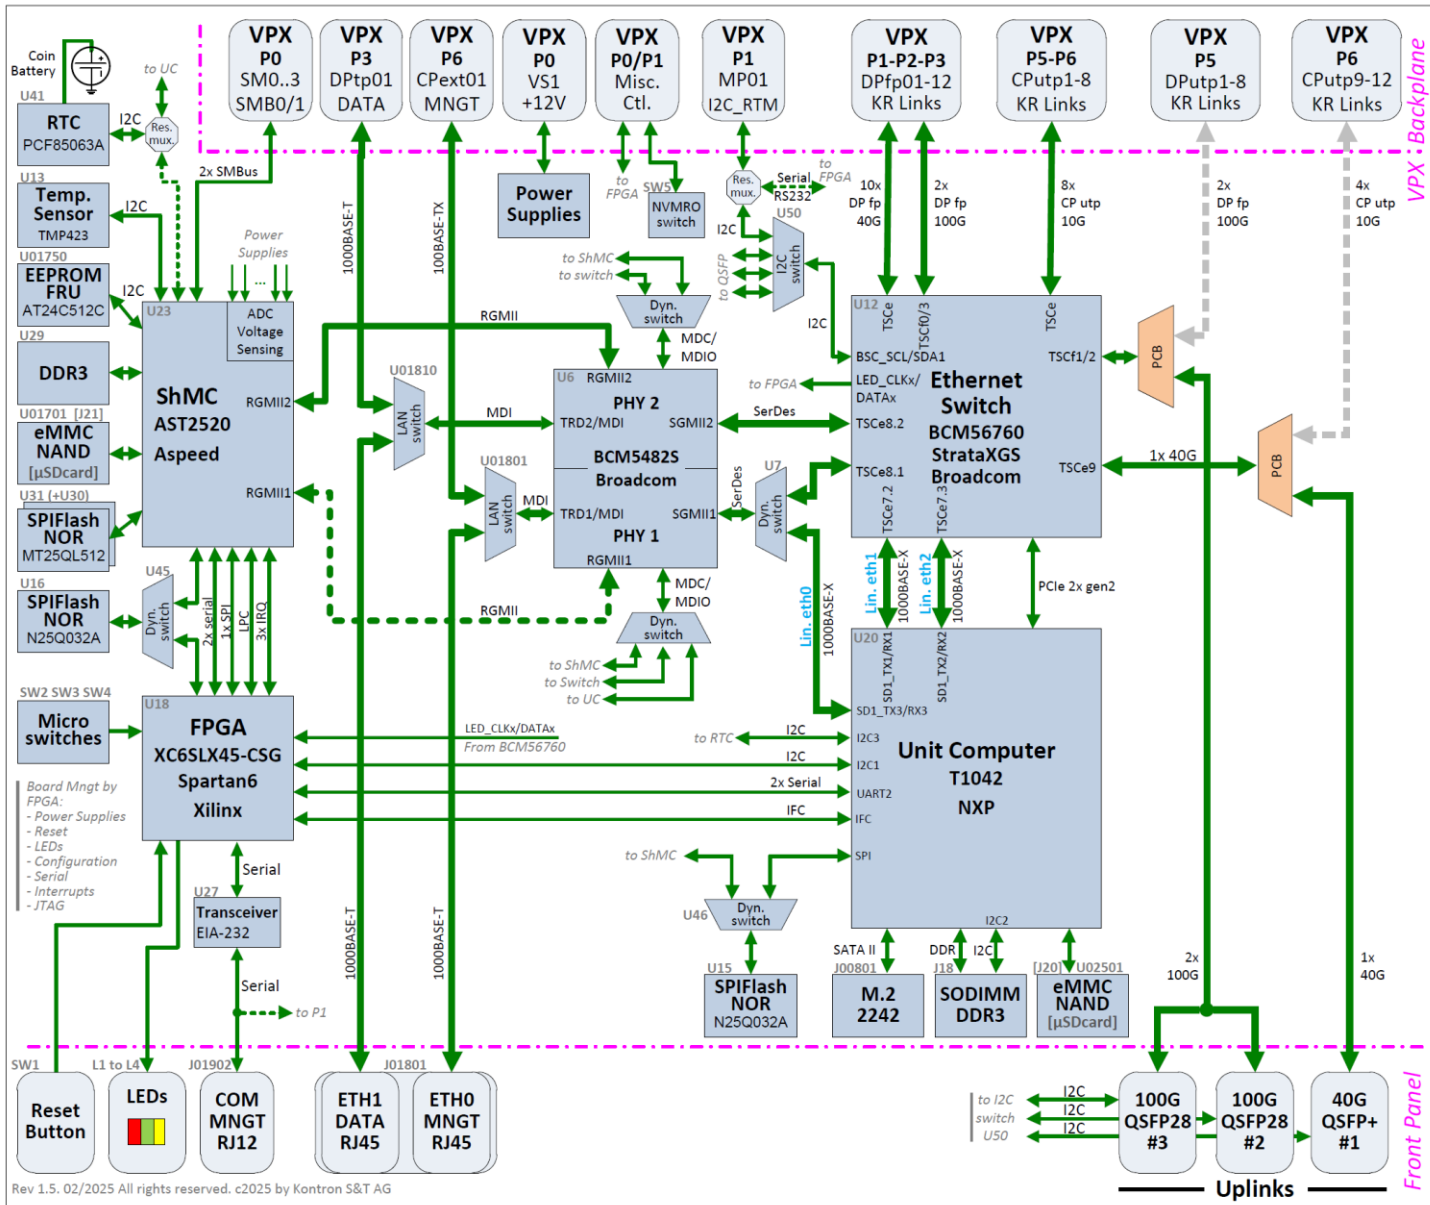 VPX
P0
SM0..3
SMB0/1
VPX
P3
DPtp01
DATA
VPX
P6
CPext01
MNGT
VPX
P0
VS1
+12V
VPX
P0/P1
Misc.
Ctl.
VPX
P1
MP01
I2C_RTM
VPX
P1-P2-P3
DPfp01-12
KR Links
VPX
P5-P6
CPutp1-8
KR Links
VPX
P5
DPutp1-8
KR Links
VPX
P6
CPutp9-12
KR Links
VPX Backplane
Coin
Battery
to UC
U41
RTC
PCF85063A
I2C
Res.
mux.
2x SMBus
U13
Temp.
Sensor
TMP423
I2C
Power
Supplies
...
U01750
EEPROM
FRU
AT24C512C
I2C
U29
DDR3
U01701 [J21]
eMMC
NAND
[µSDcard]
U31 (+U30)
SPIFlash
NOR
MT25QL512
U16
SPIFlash
NOR
N25Q032A
U45
Dyn.
switch
U23
ADC
Voltage
Sensing
ShMC
AST2520
Aspeed
RGMII2
RGMII1
2x serial
1x SPI
LPC
3x IRQ
SW2 SW3 SW4
Micro
switches
U18
FPGA
XC6SLX45-CSG
Spartan6
Xilinx
Board Mngt by
FPGA:
- Power Supplies
- Reset
- LEDs
- Configuration
- Serial
- Interrupts
- JTAG
Serial
U27
Transceiver
EIA-232
Serial
to P1
1000BASE-T
1000BASE-TX
Power
Supplies
to
FPGA
SW5
NVMRO
switch
Res.
mux.
Serial
RS232
to
FPGA
I2C
U50
I2C
switch
to QSFP
I2C
to ShMC
to switch
Dyn.
switch
MDC/
MDIO
RGMII
U01810
LAN
switch
MDI
U01801
LAN
switch
MDI
U6
RGMII2
PHY 2
TRD2/MDI
SGMII2
BCM5482S
Broadcom
TRD1/MDI
SGMII1
PHY 1
RGMII1
SerDes
SerDes
U7
Dyn.
switch
RGMII
MDC/
MDIO
Dyn.
switch
to ShMC
to Switch
to UC
10x
DP fp
40G
2x
DP fp
100G
8x
CP utp
10G
2x
DP fp
100G
4x
CP utp
10G
U12
TSCe
TSCf0/3
TSCe
BSC_SCL/SDA1
TSCf1/2
to FPGA
LED_CLKx/
DATAx
Ethernet
Switch
BCM56760
StrataXGS
Broadcom
TSCe8.2
TSCe8.1
TSCe9
TSCe7.2
TSCe7.3
PCB
1x 40G
PCB
Lin. eth0
1000BASE-X
Lin. eth1
1000BASE-X
Lin. eth2
1000BASE-X
PCIe 2x gen2
U20
SD1_TX1/RX1
SD1_TX2/RX2
SD1_TX3/RX3
LED_CLKx/DATAx
From BCM56760
to RTC
I2C
I2C3
I2C
I2C1
2x Serial
UART2
IFC
IFC
Unit Computer
T1042
NXP
to ShMC
SPI
U46
Dyn.
switch
I2C2
U15
SPIFlash
NOR
N25Q032A
SATA II
J00801
M.2
2242
DDR
I2C
J18
SODIMM
DDR3
[J20] U02501
eMMC
NAND
[µSDcard]
1000BASE-T
1000BASE-T
2x
100G
1x
40G
SW1
Reset
Button
L1 to L4
LEDs
J01902
COM
MNGT
RJ12
J01801
ETH1
DATA
RJ45
ETH0
MNGT
RJ45
to I2C
switch
U50
I2C
I2C
I2C
100G
QSFP28
#3
100G
QSFP28
#2
40G
QSFP+
#1
Uplinks
Front Panel
Rev 1.5. 02/2025 All rights reserved. c2025 by Kontron S&T AG